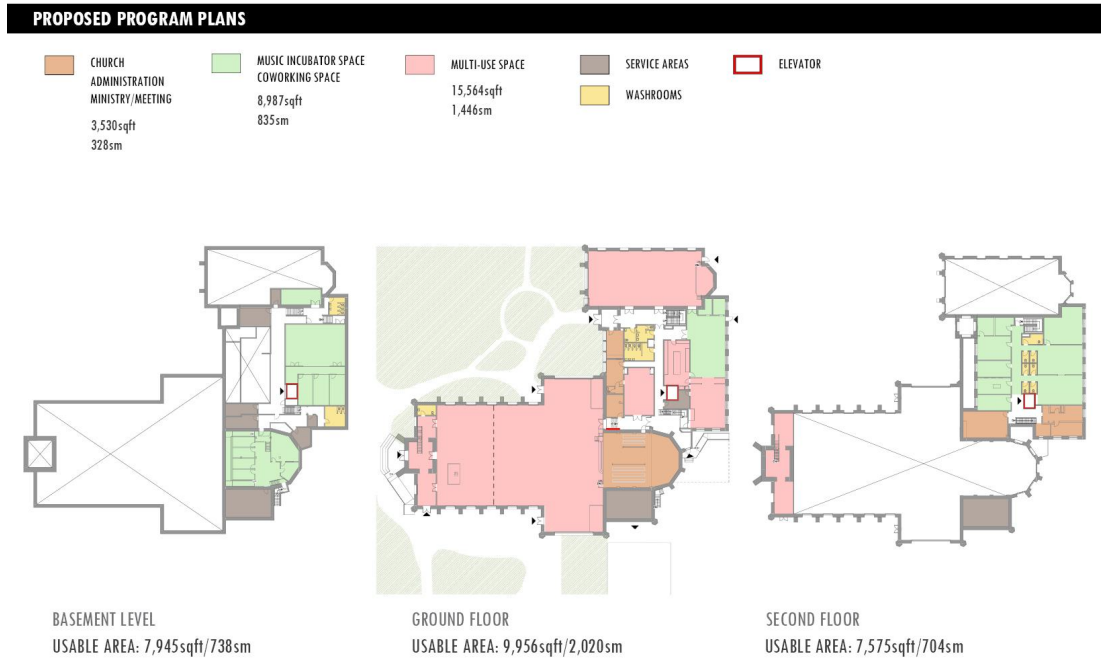 PROPOSED PROGRAM PLANS
CHURCH
ADMINISTRATION
MINISTRY/MEETING
3,530sqft
328sm
MUSIC INCUBATOR SPACE
COWORKING SPACE
8,987sqft
835sm
MULTI-USE SPACE
15,564sqft
1,446sm
SERVICE AREAS
WASHROOMS
ELEVATOR
BASEMENT LEVEL
USABLE AREA: 7,945sqft/738sm
GROUND FLOOR
USABLE AREA: 9,956sqft/2,020sm
SECOND FLOOR
USABLE AREA: 7,575sqft/704sm